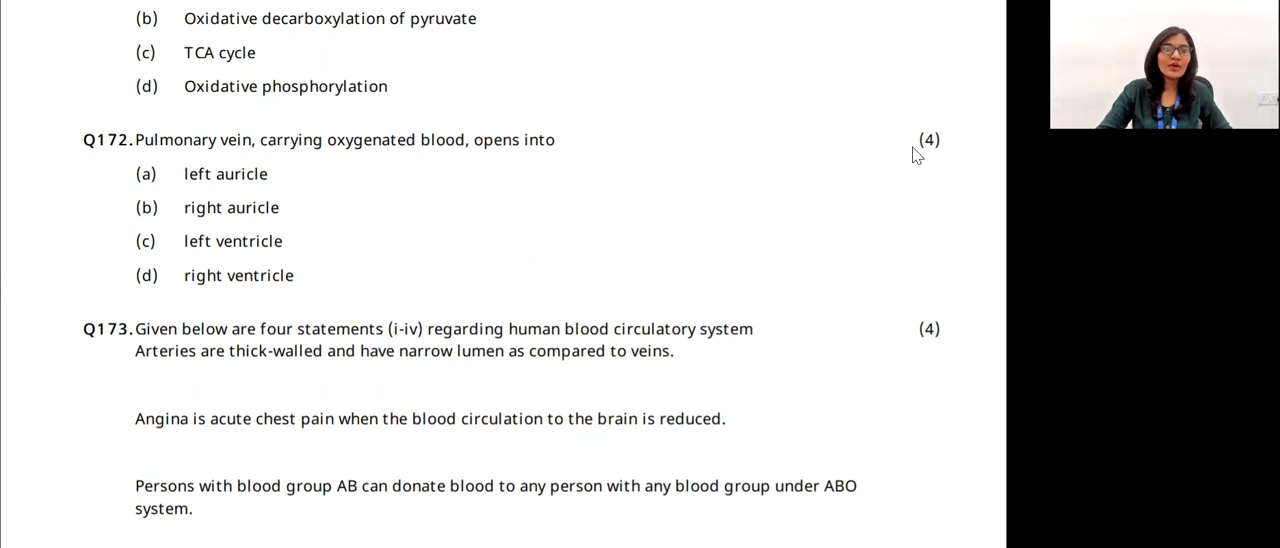 (b) Oxidative decarboxylation of pyruvate
(c) TCA cycle
(d) Oxidative phosphorylation
Q172. Pulmonary vein, carrying oxygenated blood, opens into (4)
(a) left auricle
(b) right auricle
(c) left ventricle
(d) right ventricle
Q173. Given below are four statements (i-iv) regarding human blood circulatory system (4)
Arteries are thick-walled and have narrow lumen as compared to veins.
Angina is acute chest pain when the blood circulation to the brain is reduced.
Persons with blood group AB can donate blood to any person with any blood group under ABO
system.